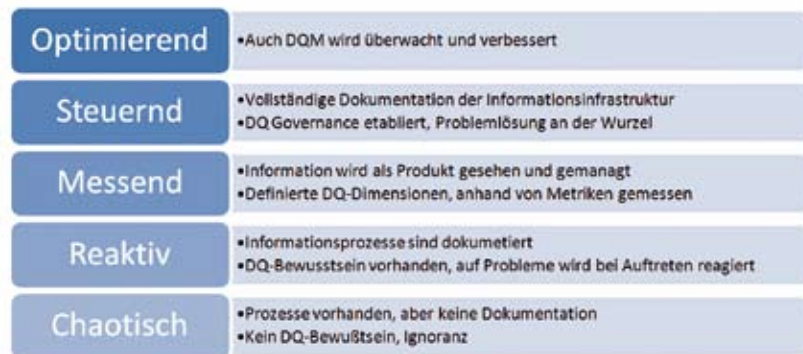 Optimierend
•Auch DQM wird überwacht und verbessert
Steuernd
•Vollständige Dokumentation der Informationsinfrastruktur
•DQ Governance etabliert, Problemlösung an der Wurzel
Messend
•Information wird als Produkt gesehen und gemanagt
•Definierte DQ-Dimensionen, anhand von Metriken gemessen
Reaktiv
•Informationsprozesse sind dokumetiert
•DQ-Bewusstsein vorhanden, auf Probleme wird bei Auftreten reagiert
Chaotisch
•Prozesse vorhanden, aber keine Dokumentation
•Kein DQ-Bewußtsein, Ignoranz